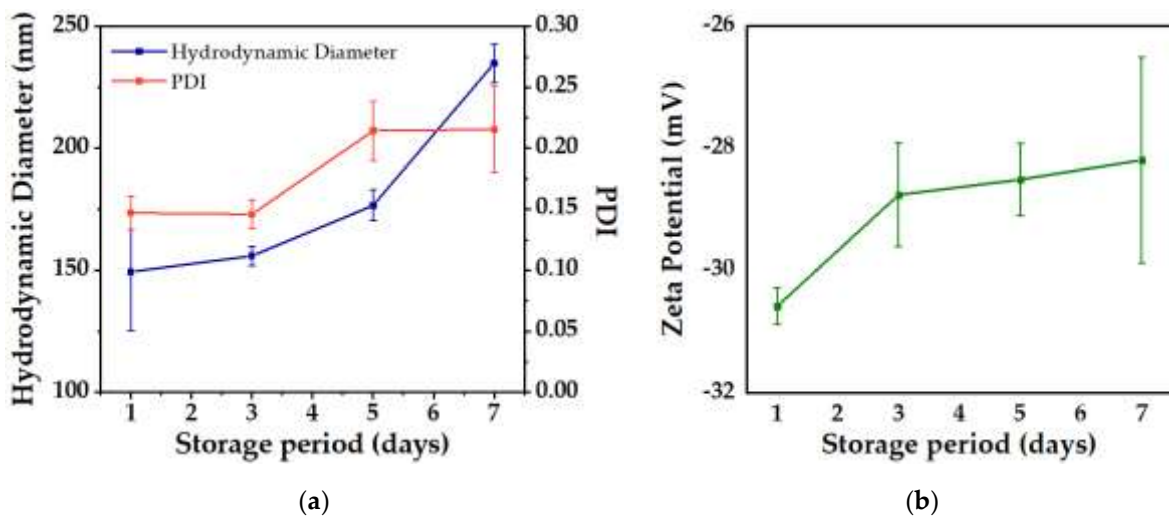 Hydrodynamic Diameter (nm)
250
200
150
100
Hydrodynamic Diameter
PDI
0.30
0.25
0.20
0.15
0.10
0.05
0.00
PDI
1 2 3 4 5 6 7
Storage period (days)
(a)
Zeta Potential (mV)
-26
-28
-30
-32
1 2 3 4 5 6 7
Storage period (days)
(b)